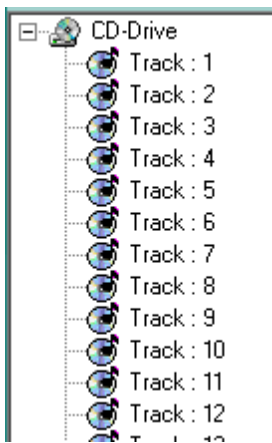 CD-Drive
Track : 1
Track : 2
Track : 3
Track : 4
Track : 5
Track : 6
Track : 7
Track : 8
Track : 9
Track : 10
Track : 11
Track : 12